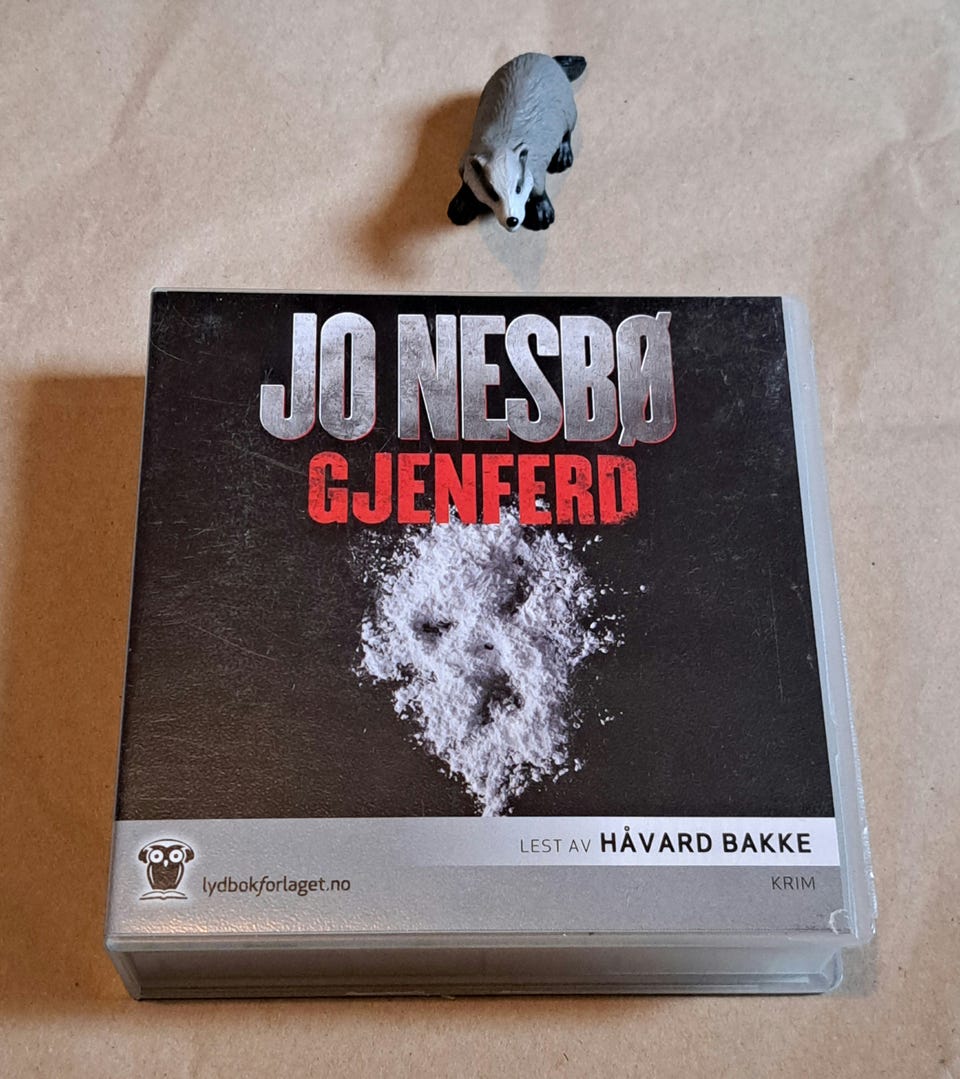 JO NESBØ
GJENFERD
LEST AV HÅVARD BAKKE
lydbokforlaget.no
KRIM